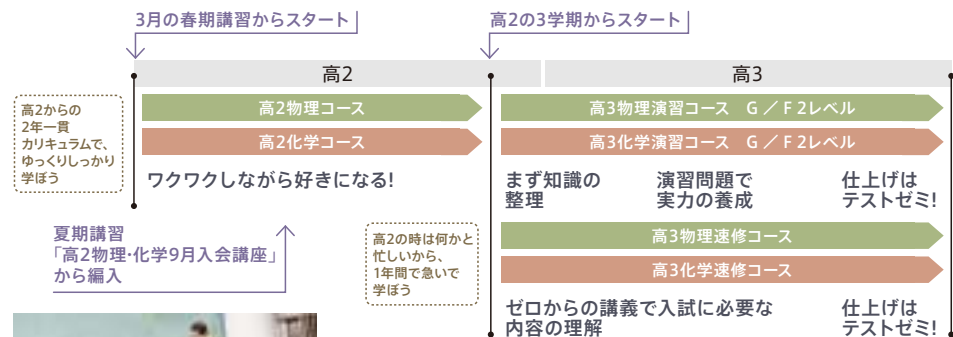 3月の春期講習からスタート
高2の3学期からスタート
高2
高3
高2からの
2年一貫
カリキュラムで、
ゆっくりしっかり
学ぼう
高2物理コース
高2化学コース
ワクワクしながら好きになる!
高3物理演習コース G / F 2レベル
高3化学演習コース G / F 2レベル
まず知識の
整理
演習問題で
実力の養成
仕上げは
テストゼミ!
夏期講習
「高2物理・化学9月入会講座」
から編入
高2の時は何かと
忙しいから、
1年間で急いで
学ぼう
高3物理速修コース
高3化学速修コース
ゼロからの講義で入試に必要な
内容の理解
仕上げは
テストゼミ!